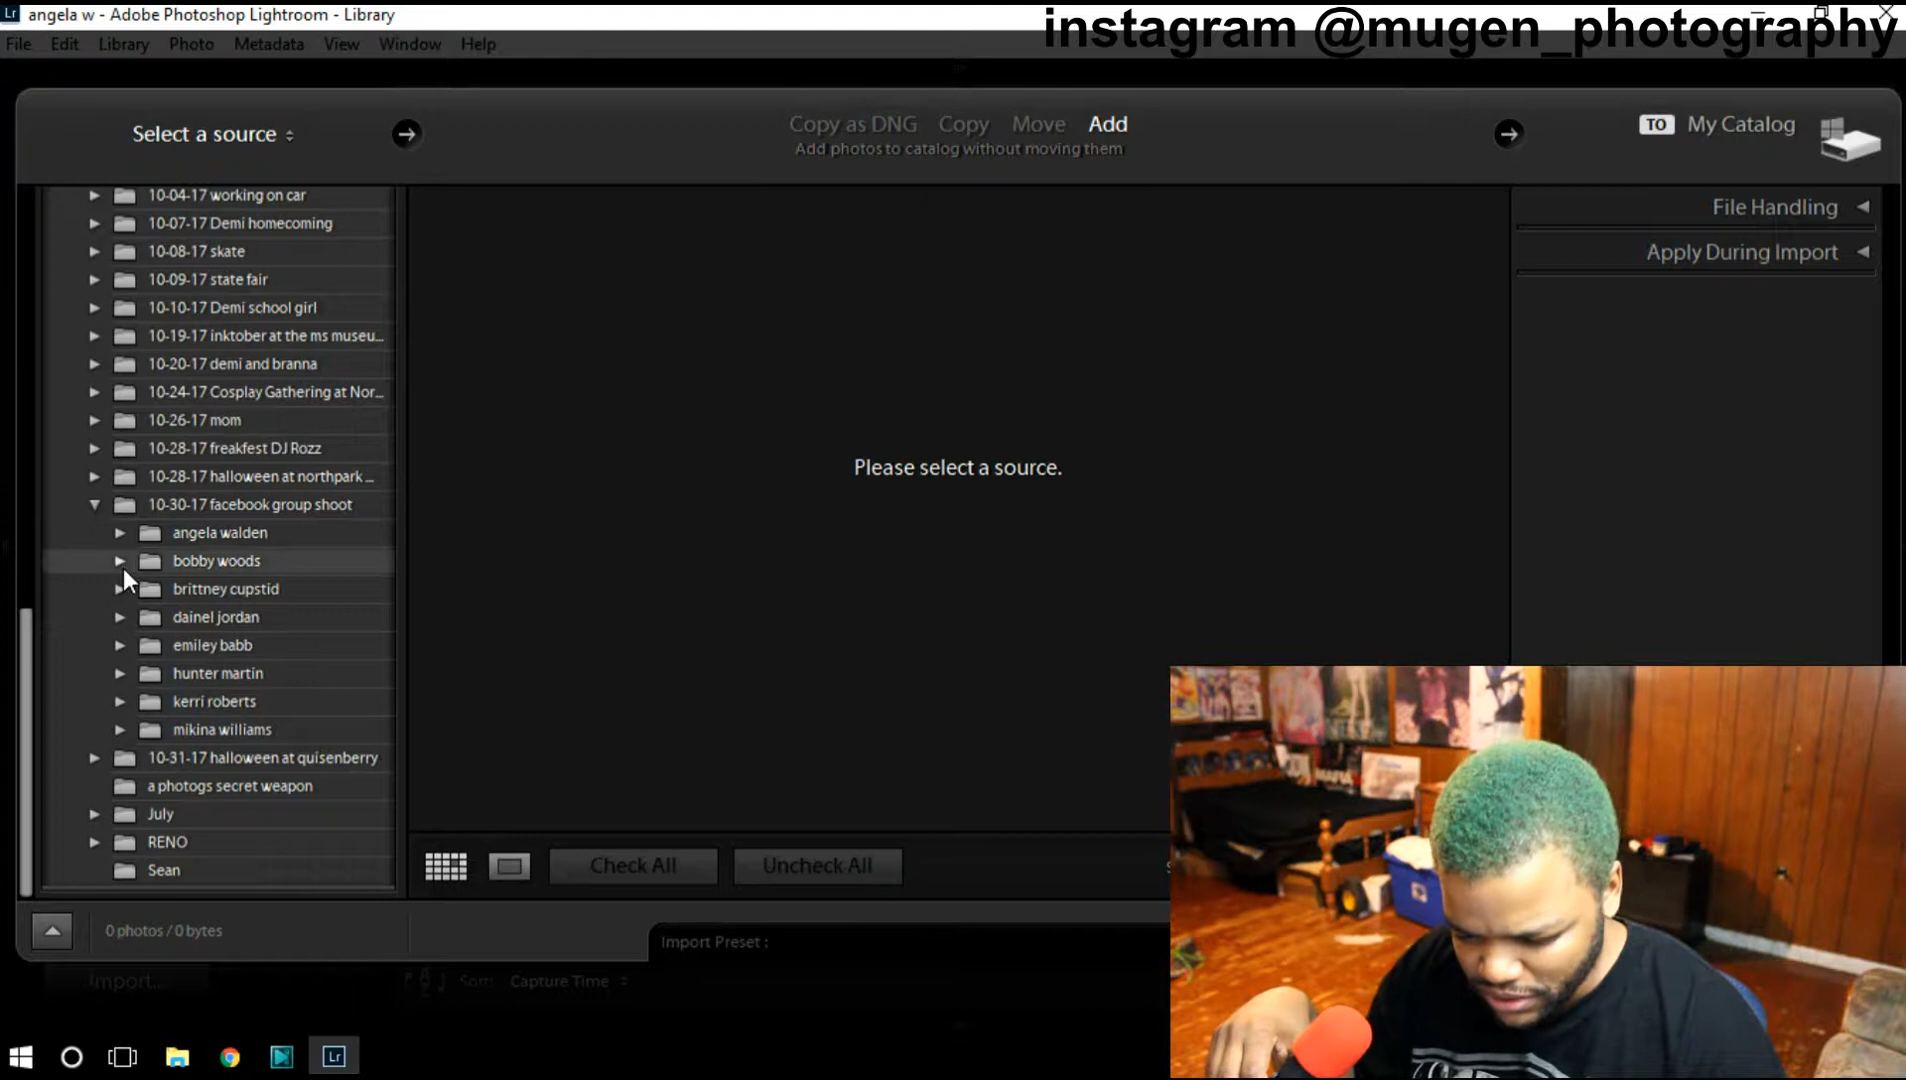 angela w - Adobe Photoshop Lightroom - Library
instagram @mugen_photography
File Edit Library Photo Metadata View Window Help
Select a source
Copy as DNG Copy Move Add
Add photos to catalog without moving them
TO My Catalog
10-04-17 working on car
10-07-17 Demi homecoming
10-08-17 skate
10-09-17 state fair
10-10-17 Demi school girl
10-19-17 inktober at the ms museu...
10-20-17 demi and branna
10-24-17 Cosplay Gathering at Nor...
10-26-17 mom
10-28-17 freakfest DJ Rozz
10-28-17 halloween at northpark ...
10-30-17 facebook group shoot
angela walden
bobby woods
brittney cupstid
dainel jordan
emiley babb
hunter martin
kerri roberts
mikina williams
10-31-17 halloween at quisenberry
a photogs secret weapon
July
RENO
Sean
Please select a source.
File Handling
Apply During Import
Check All Uncheck All
0 photos / 0 bytes
Import Preset :
Import...
Sort: Capture Time
Lr